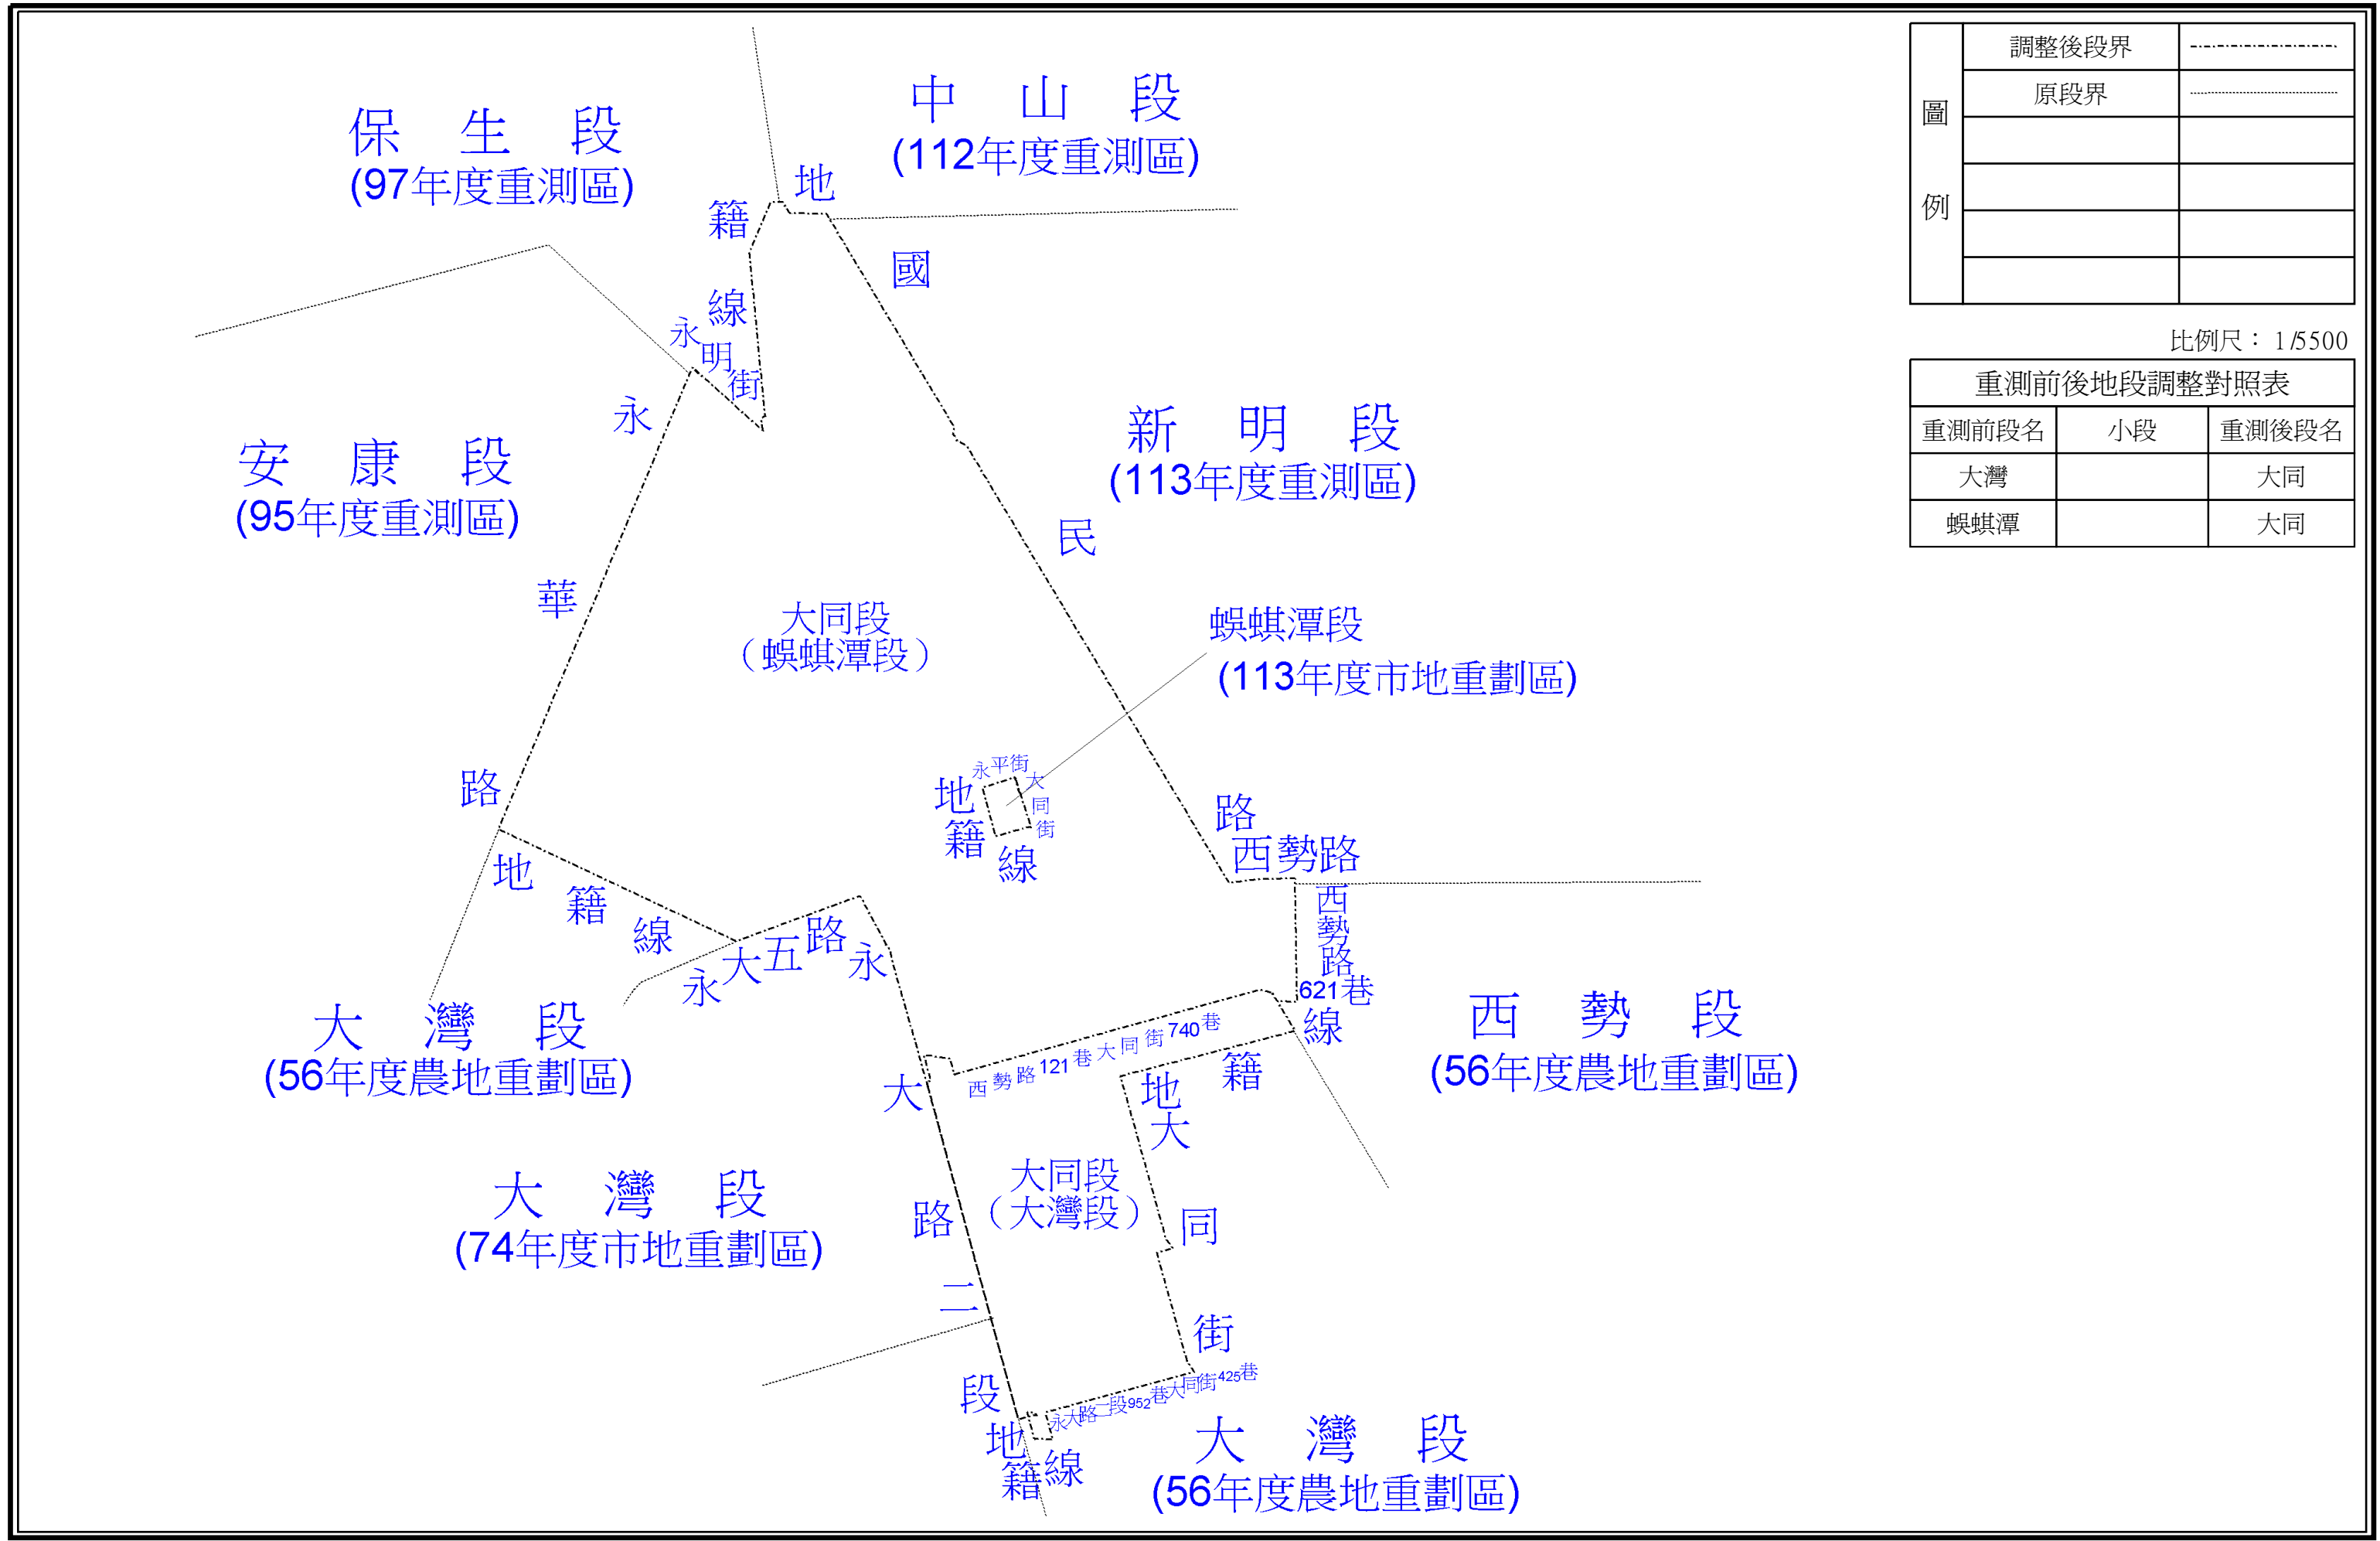 保生段
(97年度重測區)
中山段
(112年度重測區)
地籍線
永明街
國民路
安康段
(95年度重測區)
永華路
新明段
(113年度重測區)
大同段
（蜈蜞潭段）
蜈蜞潭段
(113年度市地重劃區)
永平街
大同街
地籍線
西勢路
西勢路621巷
地籍線
永大五路
大灣段
(56年度農地重劃區)
西勢段
(56年度農地重劃區)
西勢路121巷大同街740巷
地籍線
永大路二段
大同街
大同段
（大灣段）
大灣段
(74年度市地重劃區)
永大路二段952巷大同街425巷
地籍線
大灣段
(56年度農地重劃區)
圖例
調整後段界
原段界
比例尺：1/5500
重測前後地段調整對照表
重測前段名 小段 重測後段名
大灣 大同
蜈蜞潭 大同